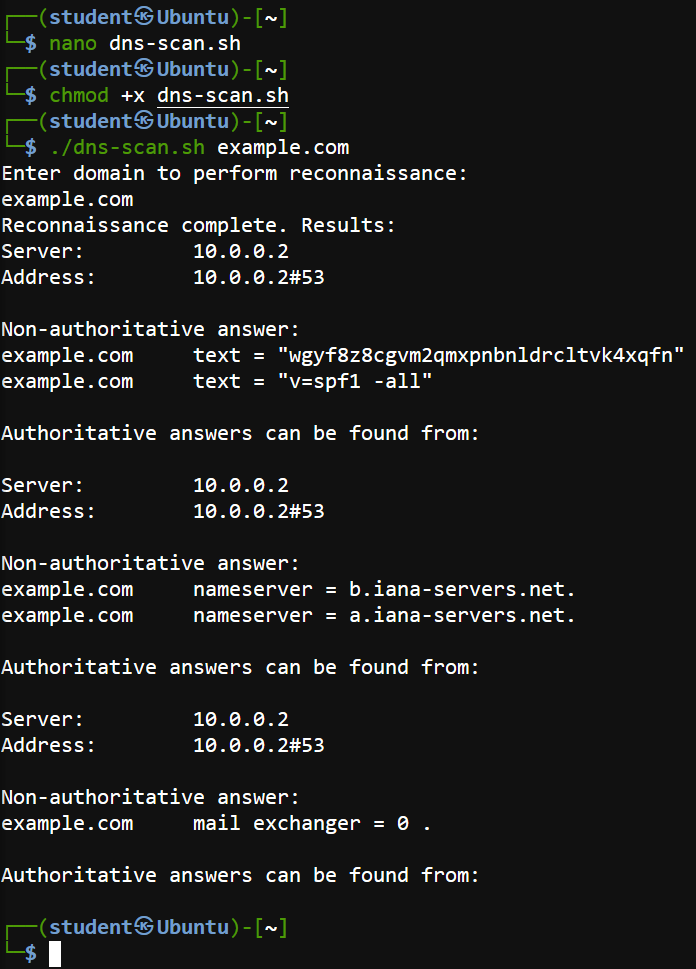 ┌──(student㉿Ubuntu)-[~]
└─$ nano dns-scan.sh
┌──(student㉿Ubuntu)-[~]
└─$ chmod +x dns-scan.sh
┌──(student㉿Ubuntu)-[~]
└─$ ./dns-scan.sh example.com
Enter domain to perform reconnaissance:
example.com
Reconnaissance complete. Results:
Server:         10.0.0.2
Address:        10.0.0.2#53

Non-authoritative answer:
example.com     text = "wgyf8z8cgvm2qmxpnbnldrcltvk4xqfn"
example.com     text = "v=spf1 -all"

Authoritative answers can be found from:

Server:         10.0.0.2
Address:        10.0.0.2#53

Non-authoritative answer:
example.com     nameserver = b.iana-servers.net.
example.com     nameserver = a.iana-servers.net.

Authoritative answers can be found from:

Server:         10.0.0.2
Address:        10.0.0.2#53

Non-authoritative answer:
example.com     mail exchanger = 0 .

Authoritative answers can be found from:

┌──(student㉿Ubuntu)-[~]
└─$